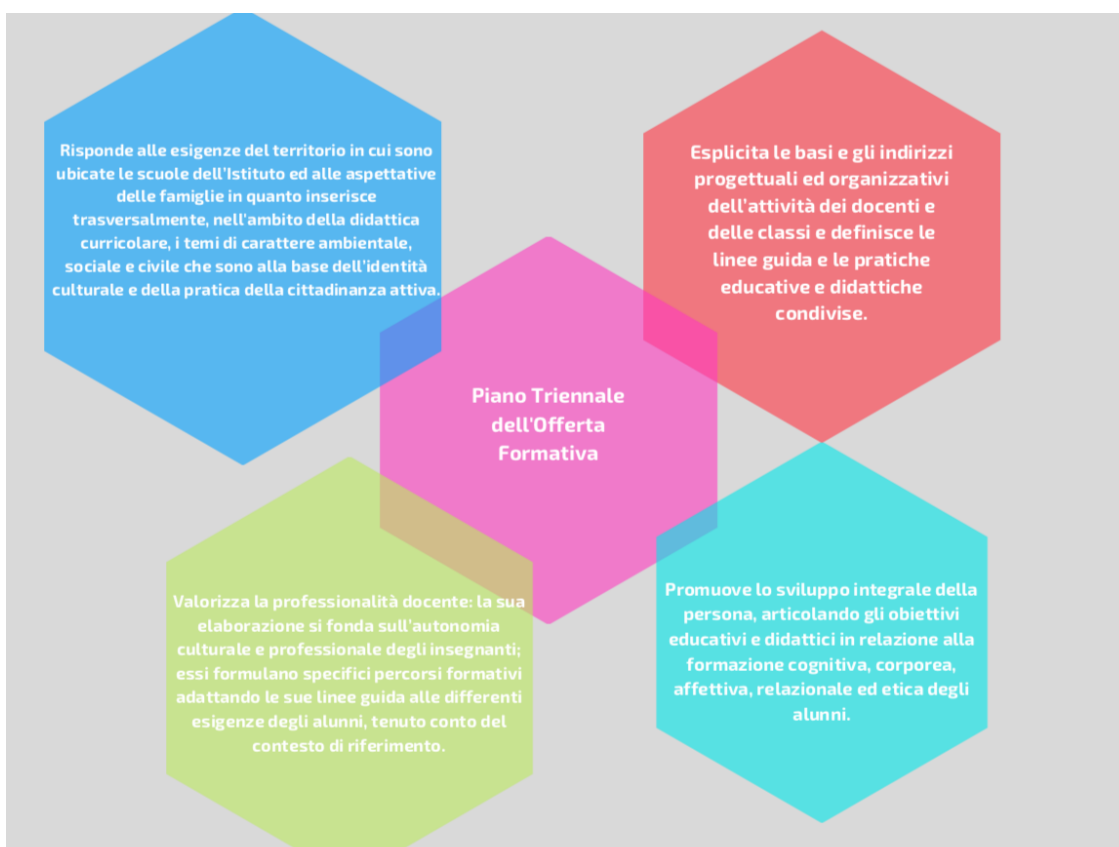 Risponde alle esigenze del territorio in cui sono
ubicate le scuole dell'Istituto ed alle aspettative
delle famiglie in quanto inserisce
trasversalmente, nell'ambito della didattica
curricolare, i temi di carattere ambientale,
sociale e civile che sono alla base dell'identità
culturale e della pratica della cittadinanza attiva.
Esplicita le basi e gli indirizzi
progettuali ed organizzativi
dell'attività dei docenti e
delle classi e definisce le
linee guida e le pratiche
educative e didattiche
condivise.
Piano Triennale
dell'Offerta
Formativa
Valorizza la professionalità docente: la sua
elaborazione si fonda sull'autonomia
culturale e professionale degli insegnanti;
essi formulano specifici percorsi formativi
adattando le sue linee guida alle differenti
esigenze degli alunni, tenuto conto del
contesto di riferimento.
Promuove lo sviluppo integrale della
persona, articolando gli obiettivi
educativi e didattici in relazione alla
formazione cognitiva, corporea,
affettiva, relazionale ed etica degli
alunni.